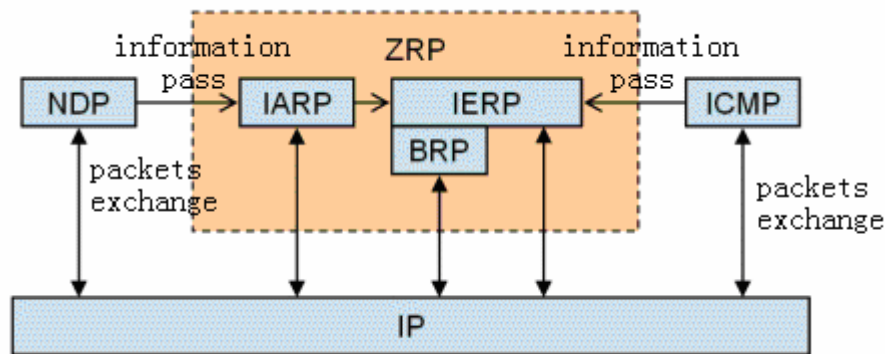 information
pass
ZRP
information
pass
NDP
IARP
IERP
ICMP
BRP
packets
exchange
packets
exchange
IP